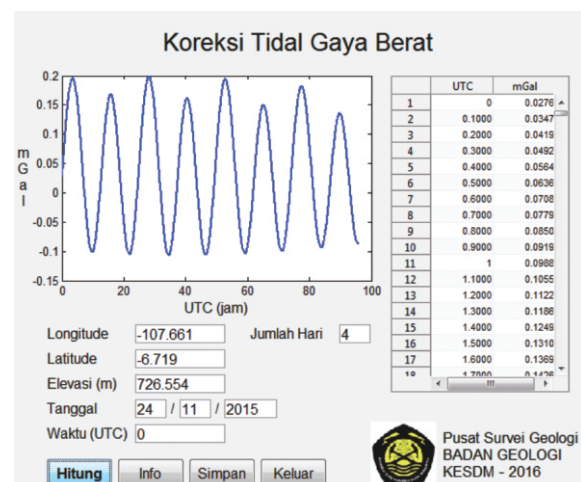 Koreksi Tidal Gaya Berat
0.2
0.15
0.1
0.05
0
-0.05
-0.1
-0.15
mGal
0 20 40 60 80 100
UTC (jam)
UTC mGal
1 0 0.0276
2 0.1000 0.0347
3 0.2000 0.0419
4 0.3000 0.0492
5 0.4000 0.0564
6 0.5000 0.0636
7 0.6000 0.0708
8 0.7000 0.0779
9 0.8000 0.0850
10 0.9000 0.0919
11 1 0.0988
12 1.1000 0.1055
13 1.2000 0.1122
14 1.3000 0.1186
15 1.4000 0.1249
16 1.5000 0.1310
17 1.6000 0.1369
18 1.7000 0.1426
Longitude -107.661 Jumlah Hari 4
Latitude -6.719
Elevasi (m) 726.554
Tanggal 24 / 11 / 2015
Waktu (UTC) 0
Hitung Info Simpan Keluar
Pusat Survei Geologi
BADAN GEOLOGI
KESDM - 2016